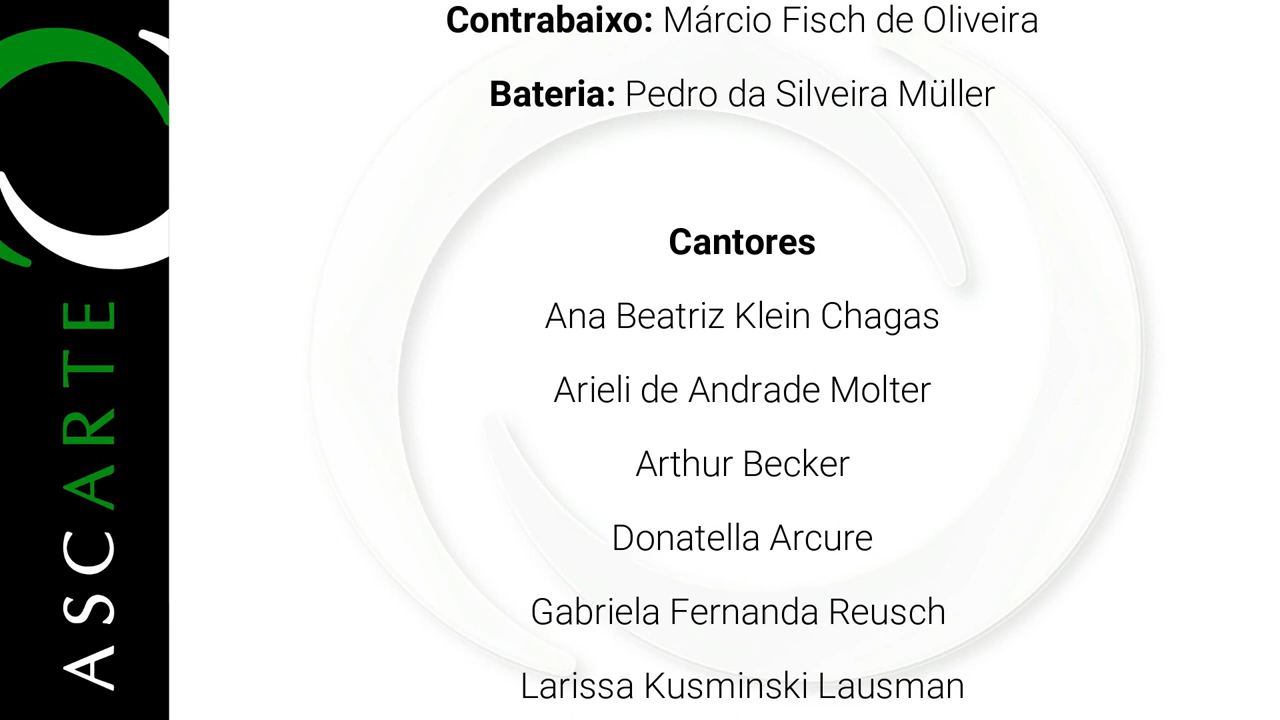 ASCARTE
Contrabaixo: Márcio Fisch de Oliveira
Bateria: Pedro da Silveira Müller
Cantores
Ana Beatriz Klein Chagas
Arieli de Andrade Molter
Arthur Becker
Donatella Arcure
Gabriela Fernanda Reusch
Larissa Kusminski Lausman